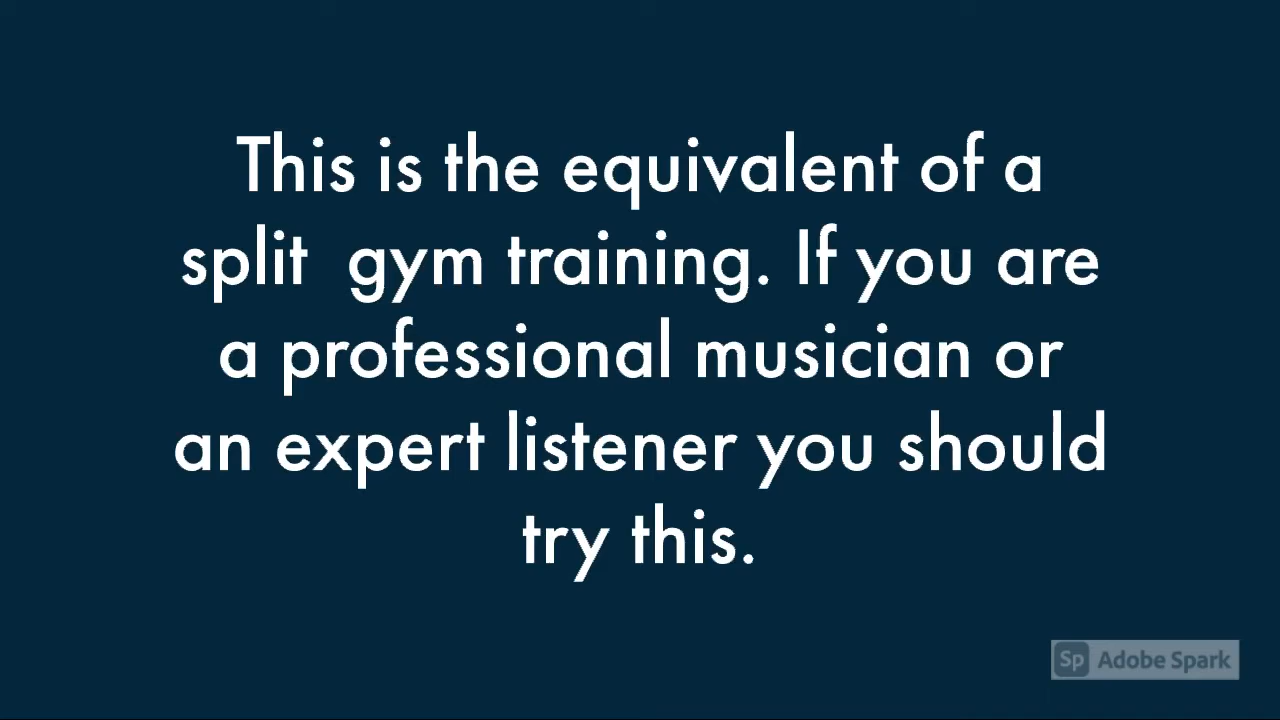 This is the equivalent of a
split  gym training. If you are
a professional musician or
an expert listener you should
try this.
Sp Adobe Spark